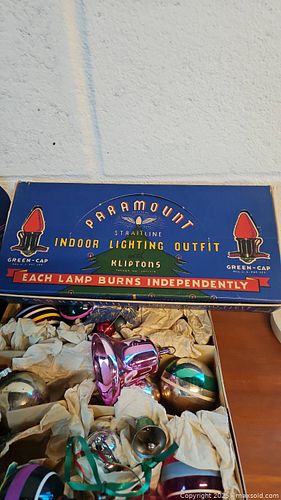 PARAMOUNT
STRAITLINE
INDOOR LIGHTING OUTFIT
KLIPTONS
GREEN-CAP
GREEN-CAP
EACH LAMP BURNS INDEPENDENTLY
Copyright 2025 - maxsold.com